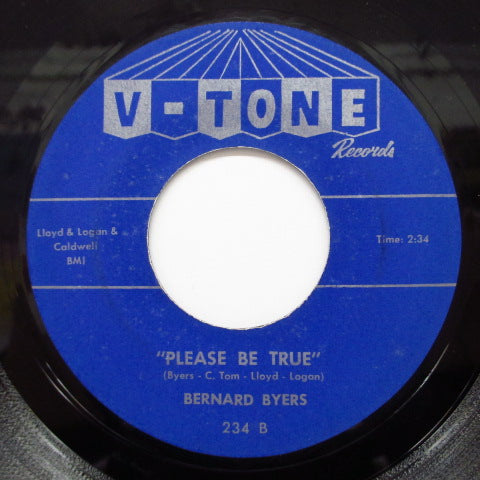 V-TONE
Records
Lloyd & Logan &
Caldwell
BMI
Time: 2:34
"PLEASE BE TRUE"
(Byers - C. Tom - Lloyd - Logan)
BERNARD BYERS
234 B